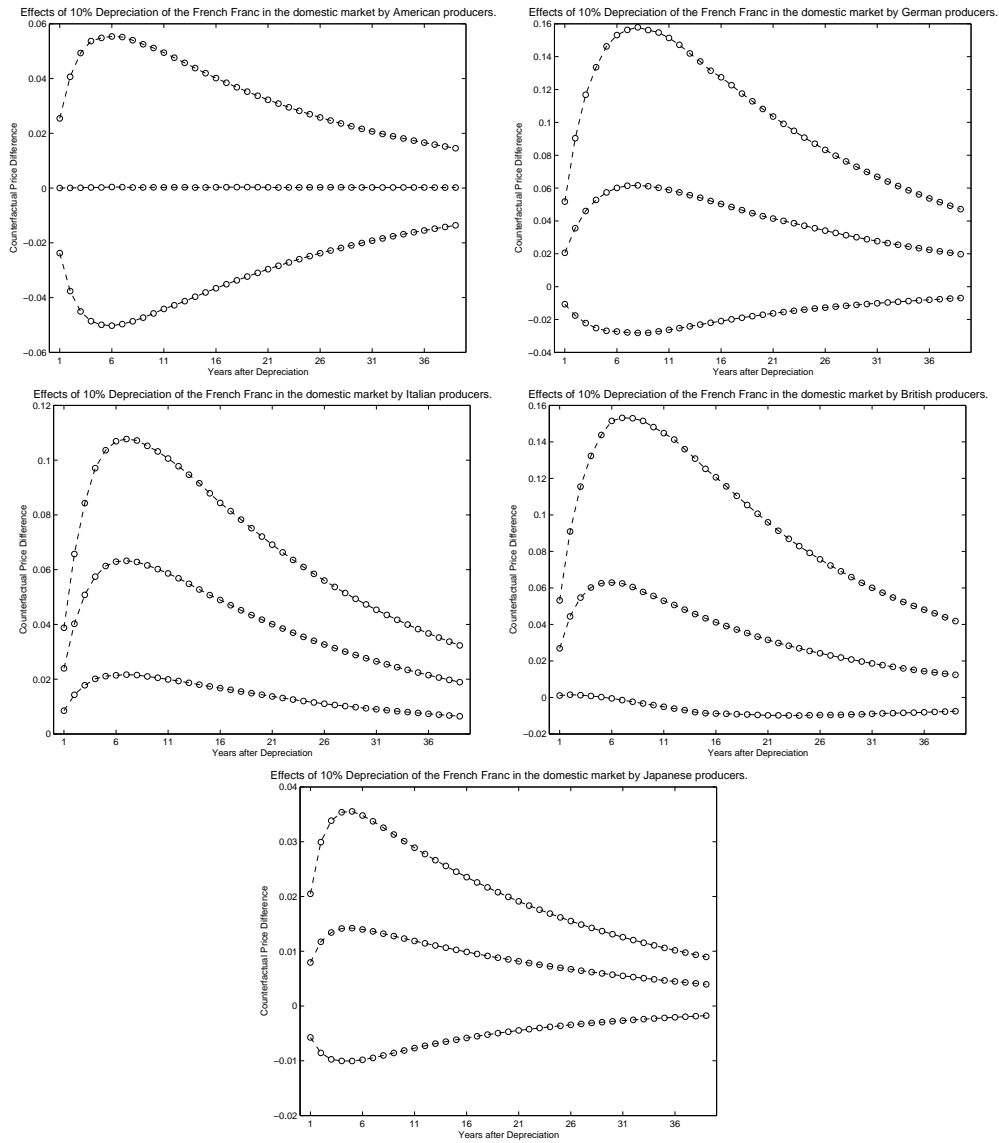 Effects of 10% Depreciation of the French Franc in the domestic market by American producers.
0.06
0.04
0.02
0
−0.02
−0.04
−0.06
Counterfactual Price Difference
1 6 11 16 21 26 31 36
Years after Depreciation
Effects of 10% Depreciation of the French Franc in the domestic market by German producers.
0.16
0.14
0.12
0.1
0.08
0.06
0.04
0.02
0
−0.02
−0.04
Counterfactual Price Difference
1 6 11 16 21 26 31 36
Years after Depreciation
Effects of 10% Depreciation of the French Franc in the domestic market by Italian producers.
0.12
0.1
0.08
0.06
0.04
0.02
0
Counterfactual Price Difference
1 6 11 16 21 26 31 36
Years after Depreciation
Effects of 10% Depreciation of the French Franc in the domestic market by British producers.
0.16
0.14
0.12
0.1
0.08
0.06
0.04
0.02
0
−0.02
Counterfactual Price Difference
1 6 11 16 21 26 31 36
Years after Depreciation
Effects of 10% Depreciation of the French Franc in the domestic market by Japanese producers.
0.04
0.03
0.02
0.01
0
−0.01
−0.02
Counterfactual Price Difference
1 6 11 16 21 26 31 36
Years after Depreciation